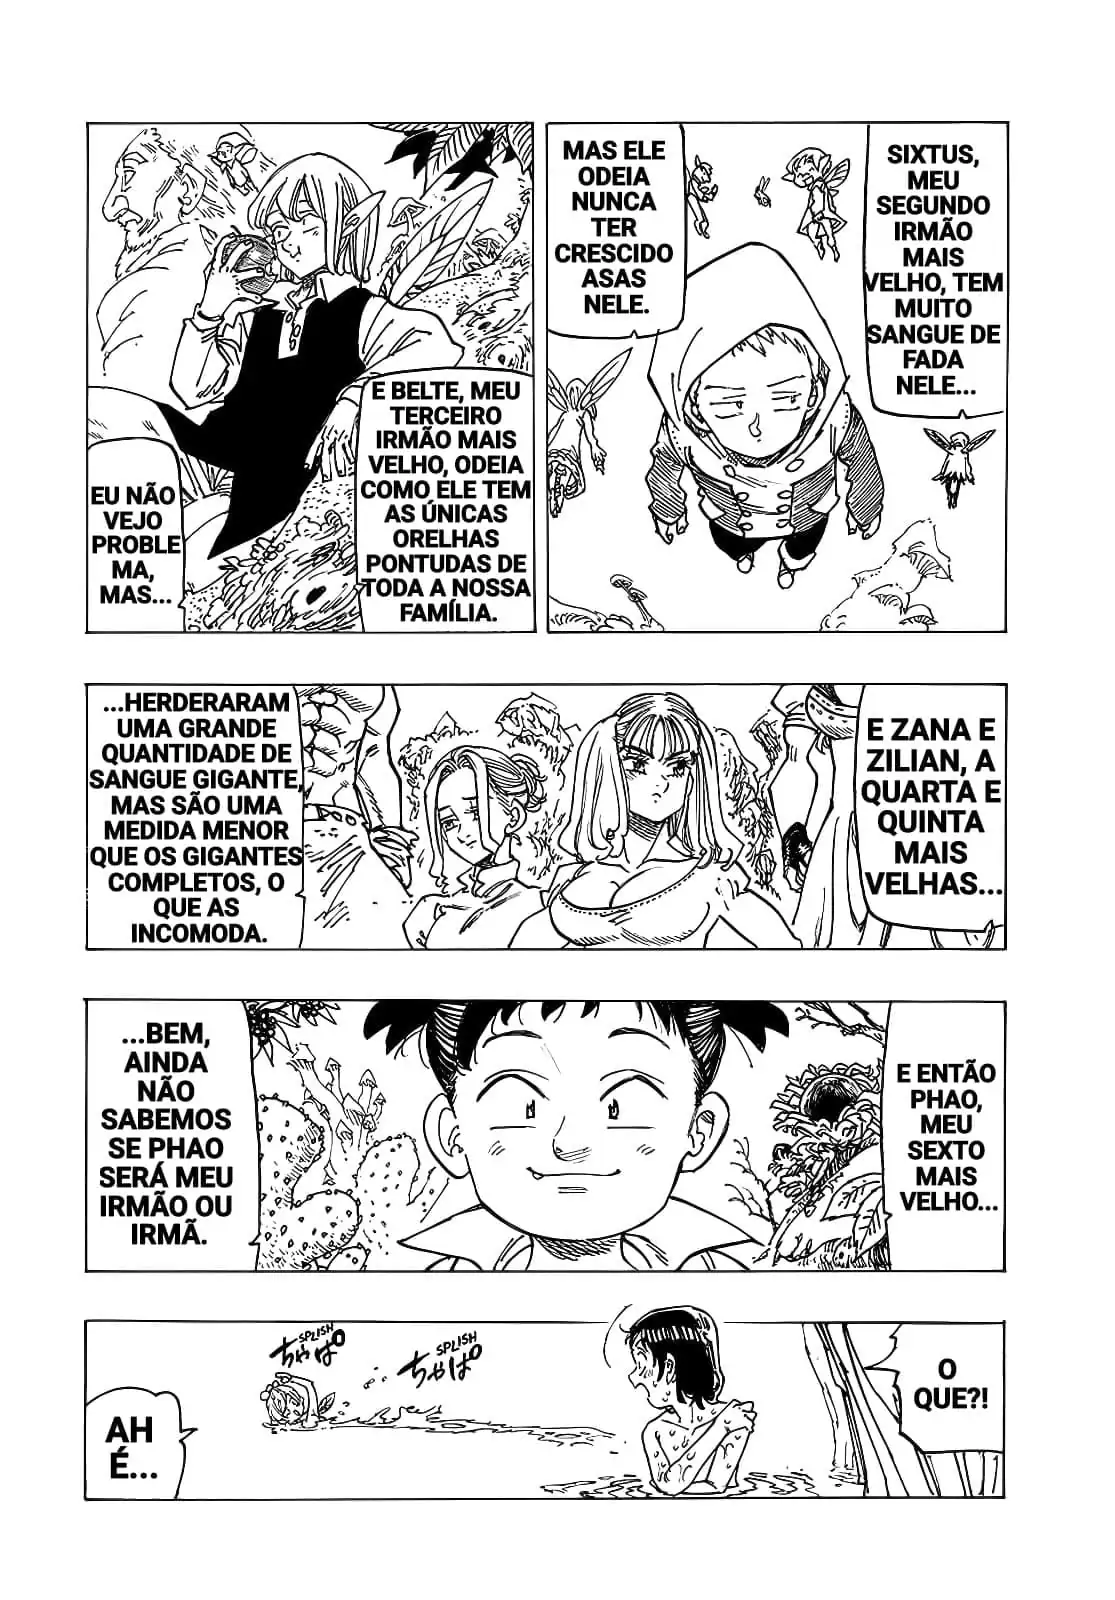 SIXTUS,
MEU
SEGUNDO
IRMÃO
MAIS
VELHO, TEM
MUITO
SANGUE DE
FADA
NELE...
MAS ELE
ODEIA
NUNCA
TER
CRESCIDO
ASAS
NELE.
E BELTE, MEU
TERCEIRO
IRMÃO MAIS
VELHO, ODEIA
COMO ELE TEM
AS ÚNICAS
ORELHAS
PONTUDAS DE
TODA A NOSSA
FAMÍLIA.
EU NÃO
VEJO
PROBLE
MA,
MAS...
E ZANA E
ZILIAN, A
QUARTA E
QUINTA
MAIS
VELHAS...
...HERDERARAM
UMA GRANDE
QUANTIDADE DE
SANGUE GIGANTE,
MAS SÃO UMA
MEDIDA MENOR
QUE OS GIGANTES
COMPLETOS, O
QUE AS
INCOMODA.
E ENTÃO
PHAO,
MEU
SEXTO
MAIS
VELHO...
...BEM,
AINDA
NÃO
SABEMOS
SE PHAO
SERÁ MEU
IRMÃO OU
IRMÃ.
O
QUE?!
SPLISH
ちゃぱ
SPLISH
ちゃぱ
AH
É...